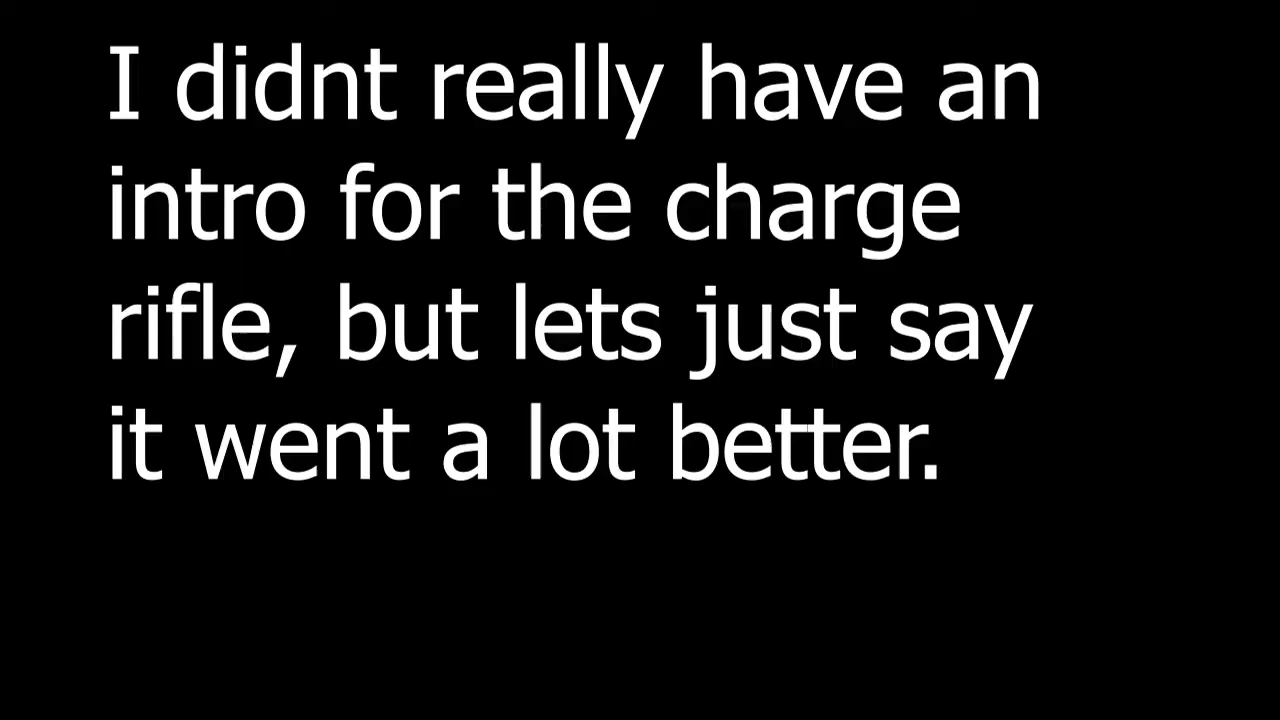 I didnt really have an
intro for the charge
rifle, but lets just say
it went a lot better.